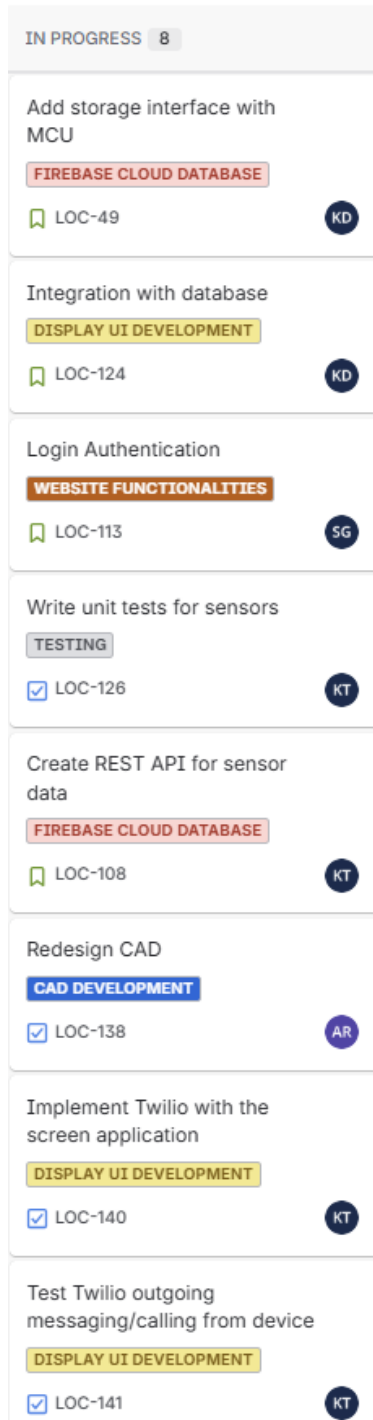 IN PROGRESS 8
Add storage interface with
MCU
FIREBASE CLOUD DATABASE
LOC-49 KD
Integration with database
DISPLAY UI DEVELOPMENT
LOC-124 KD
Login Authentication
WEBSITE FUNCTIONALITIES
LOC-113 SG
Write unit tests for sensors
TESTING
LOC-126 KT
Create REST API for sensor
data
FIREBASE CLOUD DATABASE
LOC-108 KT
Redesign CAD
CAD DEVELOPMENT
LOC-138 AR
Implement Twilio with the
screen application
DISPLAY UI DEVELOPMENT
LOC-140 KT
Test Twilio outgoing
messaging/calling from device
DISPLAY UI DEVELOPMENT
LOC-141 KT